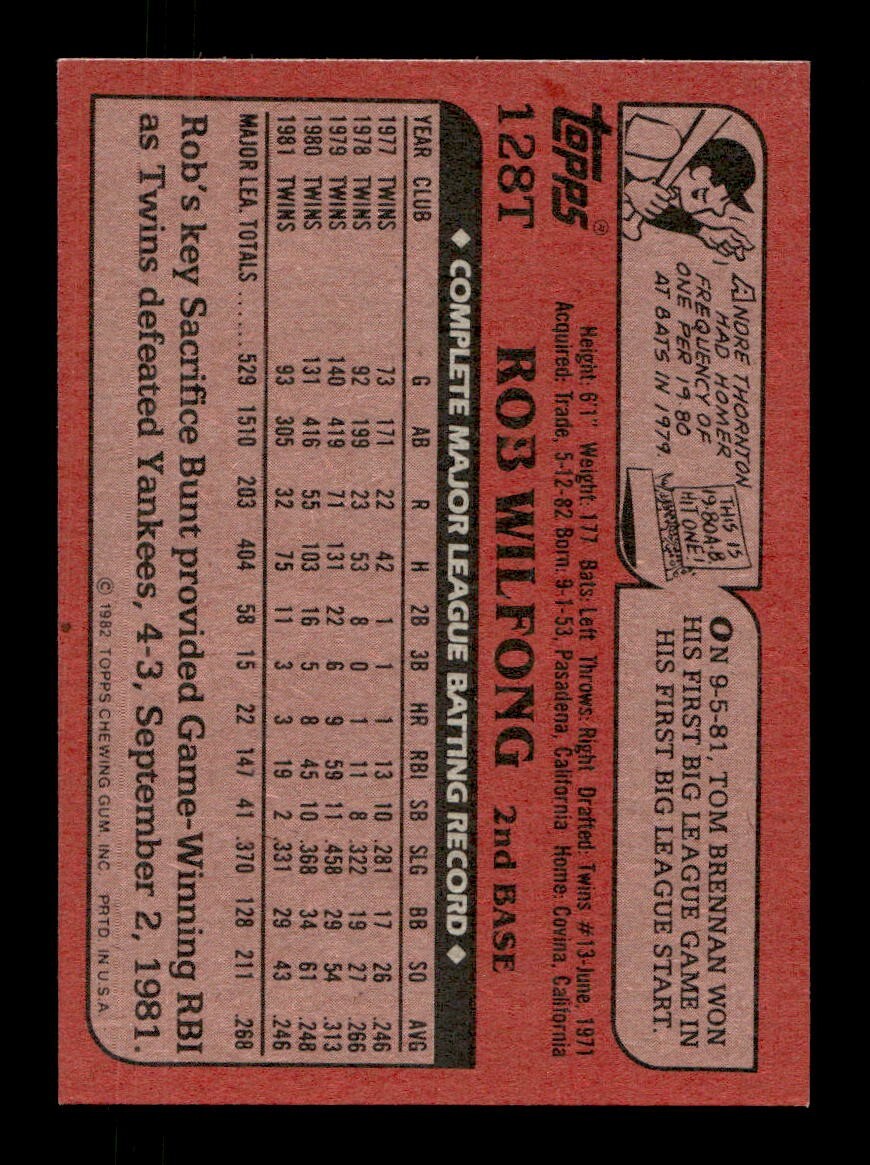 ANDRE THORNTON
HAD HOMER
FREQUENCY OF
ONE PER 19.80
AT BATS IN 1979.
THIS IS
19.80 A.B.
HIT ONE!
ON 9-5-81, TOM BRENNAN WON
HIS FIRST BIG LEAGUE GAME IN
HIS FIRST BIG LEAGUE START.
topps®
128T ROB WILFONG 2nd BASE
Height: 6'1" Weight: 177 Bats: Left Throws: Right Drafted: Twins #13-June, 1971
Acquired: Trade, 5-12-82 Born: 9-1-53, Pasadena, California Home: Covina, California
◆ COMPLETE MAJOR LEAGUE BATTING RECORD ◆
YEAR CLUB G AB R H 2B 3B HR RBI SB SLG BB SO AVG
1977 TWINS 73 171 22 42 1 1 1 13 10 .281 17 26 .246
1978 TWINS 92 199 23 53 8 0 1 11 8 .322 19 27 .266
1979 TWINS 140 419 71 131 22 6 9 59 11 .458 29 54 .313
1980 TWINS 131 416 55 103 16 5 8 45 10 .368 34 61 .248
1981 TWINS 93 305 32 75 11 3 3 19 2 .331 29 43 .246
MAJOR LEA. TOTALS ...... 529 1510 203 404 58 15 22 147 41 .370 128 211 .268
Rob's key Sacrifice Bunt provided Game-Winning RBI
as Twins defeated Yankees, 4-3, September 2, 1981.
© 1982 TOPPS CHEWING GUM, INC. PRTD. IN U.S.A.